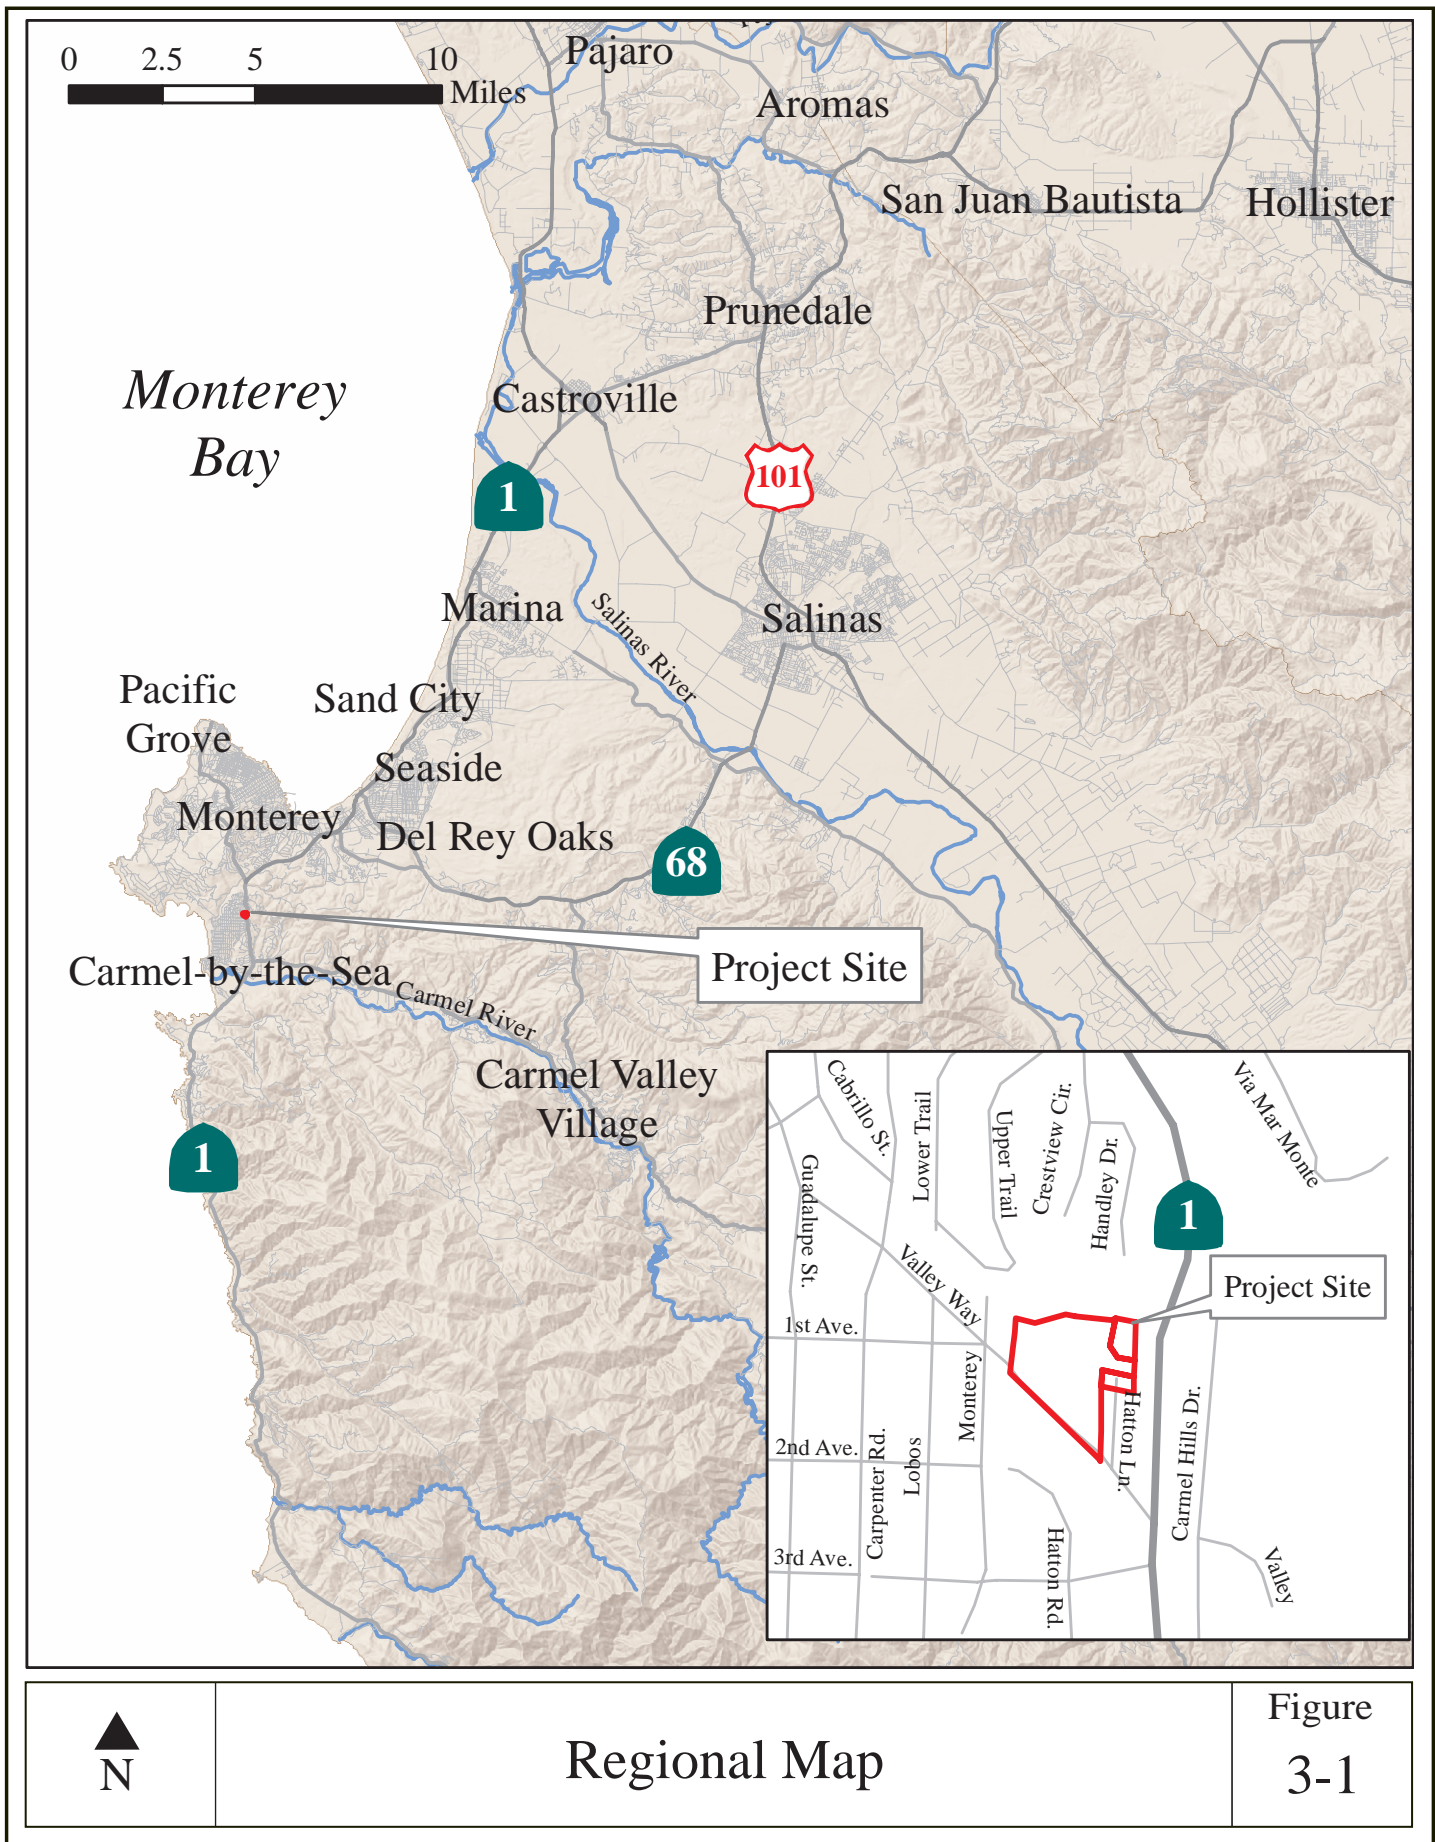 0 2.5 5 10
Miles
Pajaro
Aromas
San Juan Bautista
Hollister
Prunedale
Monterey
Bay
Castroville
101
1
Marina
Salinas River
Salinas
Pacific
Grove
Sand City
Seaside
Monterey
Del Rey Oaks
68
Project Site
Carmel-by-the-Sea
Carmel River
Carmel Valley
Village
1
Cabrillo St.
Lower Trail
Upper Trail
Crestview Cir.
Handley Dr.
Via Mar Monte
Guadalupe St.
1
Valley Way
Project Site
1st Ave.
Monterey
Hatton Ln.
Carmel Hills Dr.
2nd Ave.
Carpenter Rd.
Lobos
3rd Ave.
Hatton Rd.
Valley
N
Regional Map
Figure
3-1